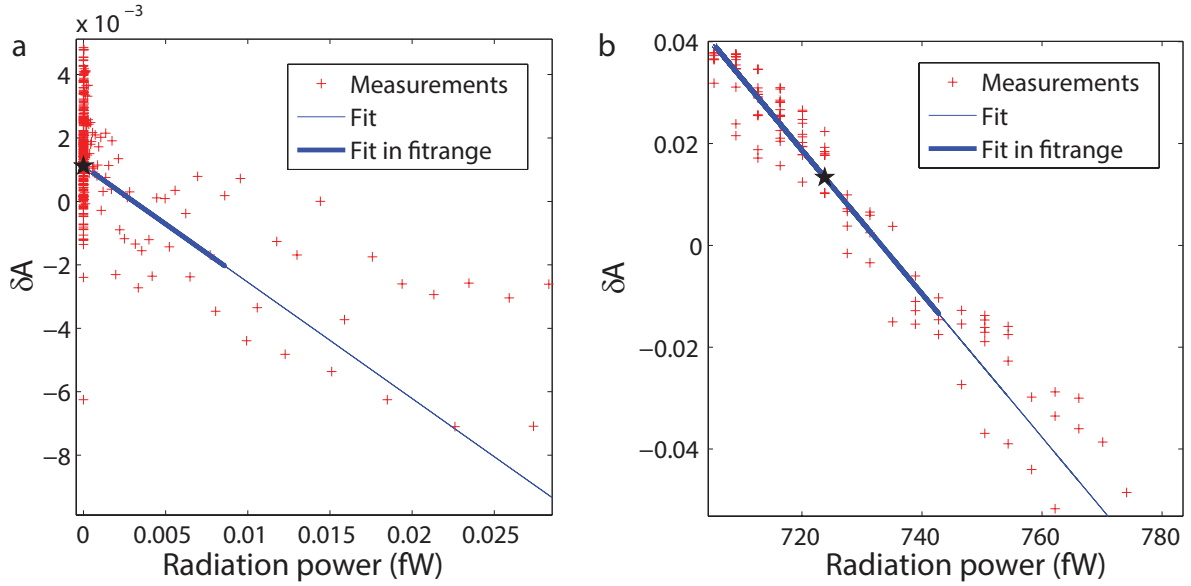 a
x 10⁻³
4
2
0
−2
−4
−6
−8
δA
Measurements
Fit
Fit in fitrange
0 0.005 0.01 0.015 0.02 0.025
Radiation power (fW)
b
0.04
0.02
0
−0.02
−0.04
δA
Measurements
Fit
Fit in fitrange
720 740 760 780
Radiation power (fW)